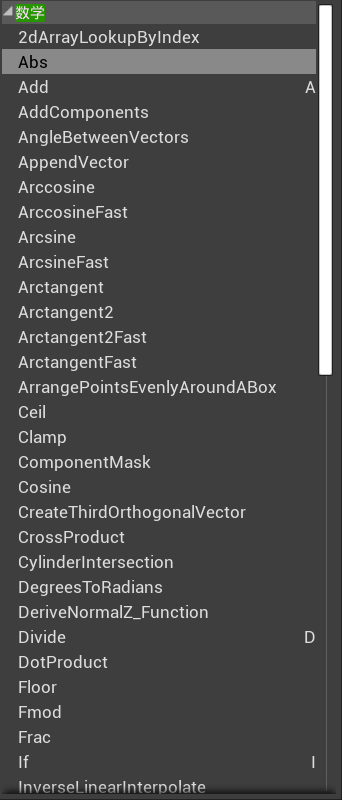 数学
2dArrayLookupByIndex
Abs
Add A
AddComponents
AngleBetweenVectors
AppendVector
Arccosine
ArccosineFast
Arcsine
ArcsineFast
Arctangent
Arctangent2
Arctangent2Fast
ArctangentFast
ArrangePointsEvenlyAroundABox
Ceil
Clamp
ComponentMask
Cosine
CreateThirdOrthogonalVector
CrossProduct
CylinderIntersection
DegreesToRadians
DeriveNormalZ_Function
Divide D
DotProduct
Floor
Fmod
Frac
If I
InverseLinearInterpolate